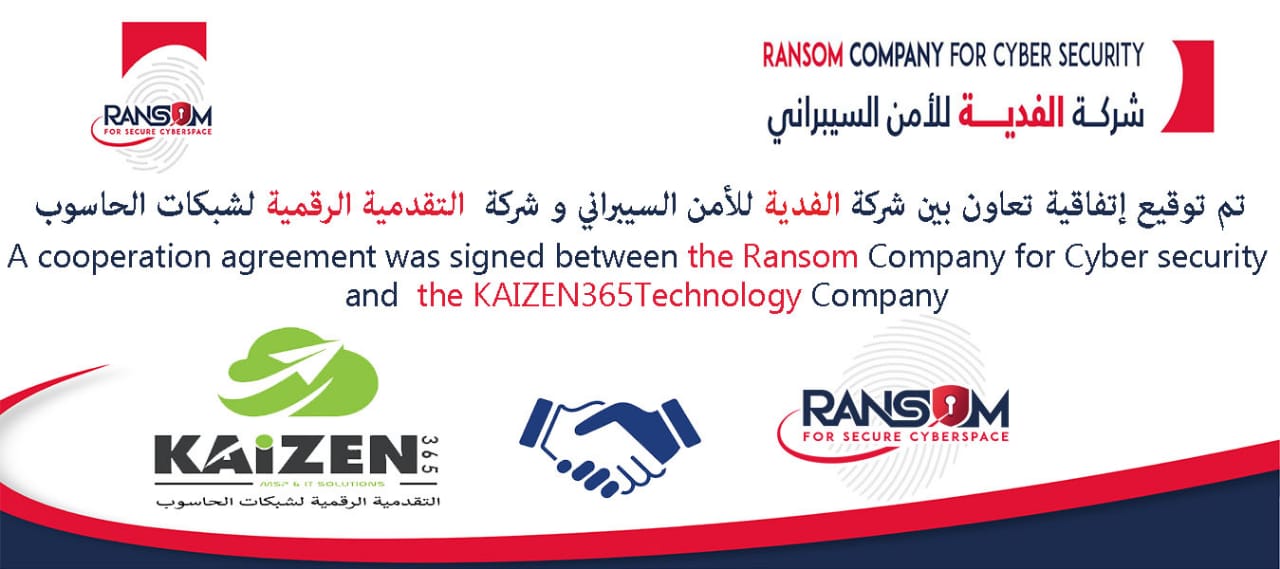 RANSOM
FOR SECURE CYBERSPACE
RANSOM COMPANY FOR CYBER SECURITY
شركة الفدية للأمن السيبراني
تم توقيع إتفاقية تعاون بين شركة الفدية للأمن السيبراني و شركة التقدمية الرقمية لشبكات الحاسوب
A cooperation agreement was signed between the Ransom Company for Cyber security
and the KAIZEN365Technology Company
KAiZEN 365
MSP & IT SOLUTIONS
التقدمية الرقمية لشبكات الحاسوب
RANSOM
FOR SECURE CYBERSPACE